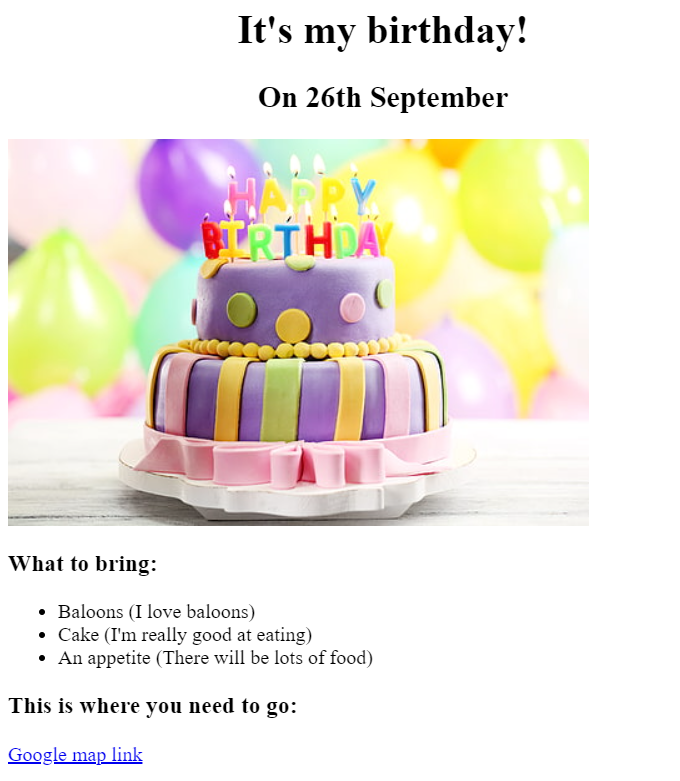 It's my birthday!
On 26th September
HAPPY
BIRTHDAY
What to bring:
Baloons (I love baloons)
Cake (I'm really good at eating)
An appetite (There will be lots of food)
This is where you need to go:
Google map link